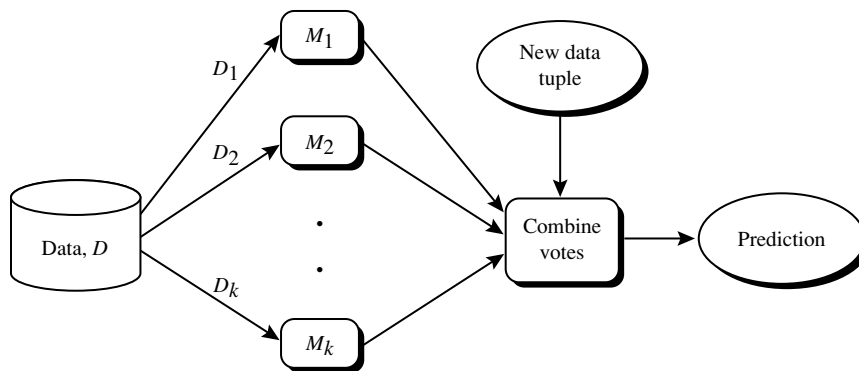 M1
New data
tuple
D1
D2
M2
Data, D
Combine
votes
Prediction
.
.
Dk
Mk